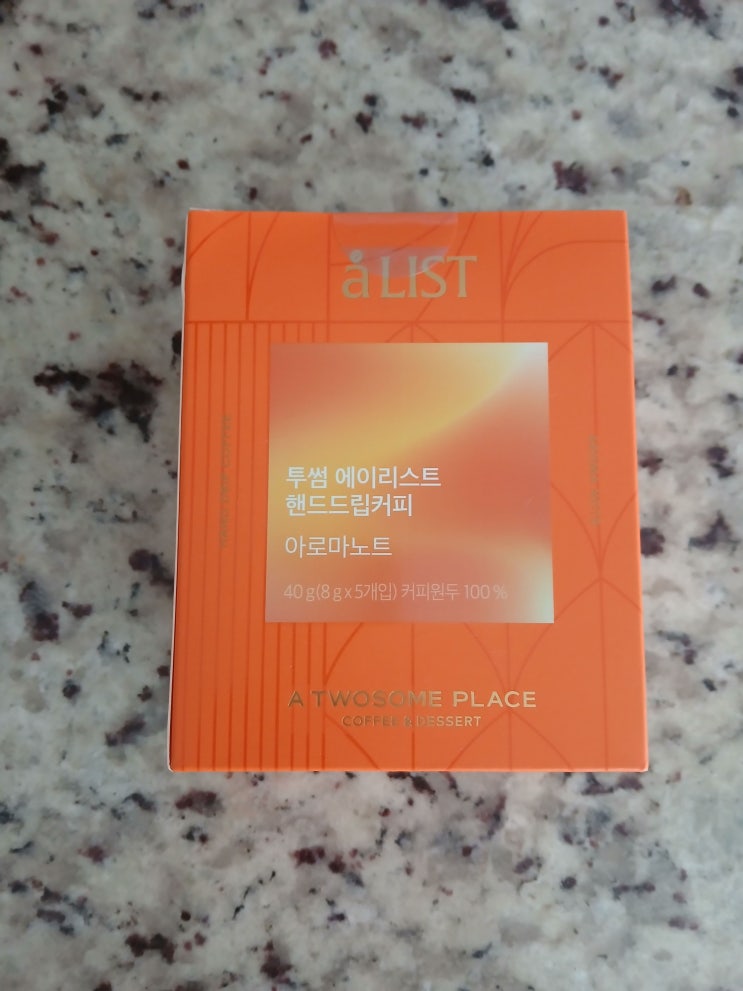 åLIST
투썸 에이리스트
핸드드립커피
아로마노트
40 g(8 g x 5개입) 커피원두 100 %
A TWOSOME PLACE
COFFEE & DESSERT